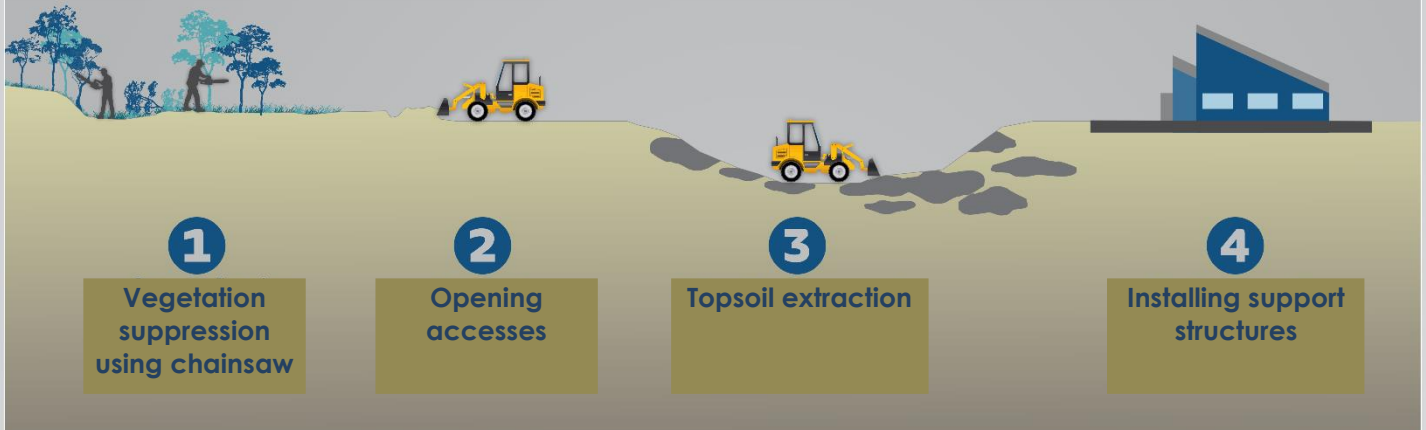 1
Vegetation
suppression
using chainsaw
2
Opening
accesses
3
Topsoil extraction
4
Installing support
structures